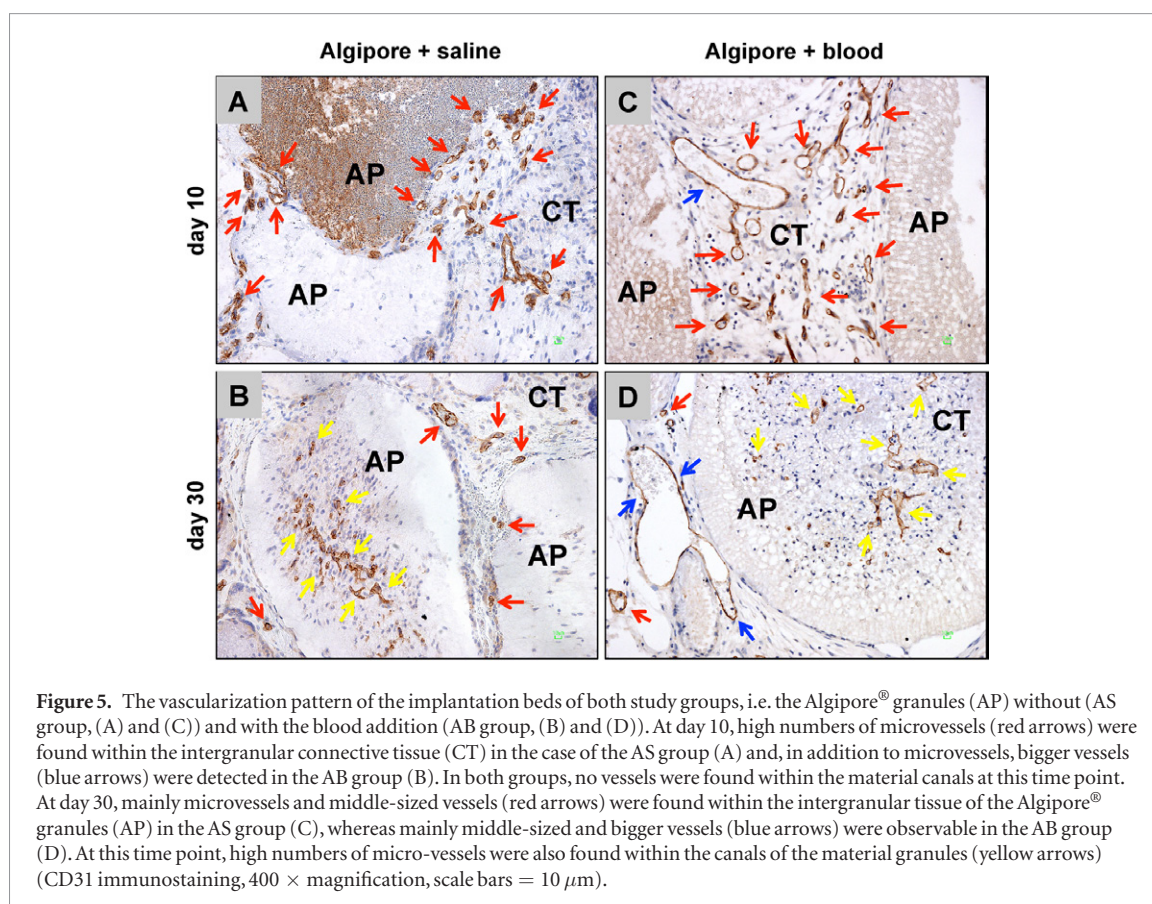 Algipore + saline
Algipore + blood
day 10
A
AP
CT
AP
C
CT
AP
AP
day 30
B
CT
AP
AP
D
CT
AP
Figure 5. The vascularization pattern of the implantation beds of both study groups, i.e. the Algipore® granules (AP) without (AS
group, (A) and (C)) and with the blood addition (AB group, (B) and (D)). At day 10, high numbers of microvessels (red arrows) were
found within the intergranular connective tissue (CT) in the case of the AS group (A) and, in addition to microvessels, bigger vessels
(blue arrows) were detected in the AB group (B). In both groups, no vessels were found within the material canals at this time point.
At day 30, mainly microvessels and middle-sized vessels (red arrows) were found within the intergranular tissue of the Algipore®
granules (AP) in the AS group (C), whereas mainly middle-sized and bigger vessels (blue arrows) were observable in the AB group
(D). At this time point, high numbers of micro-vessels were also found within the canals of the material granules (yellow arrows)
(CD31 immunostaining, 400 × magnification, scale bars = 10 μm).